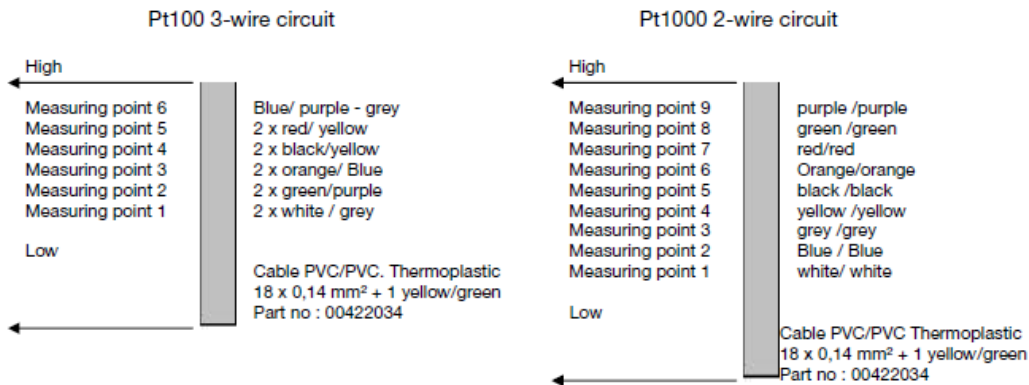 Pt100 3-wire circuit
High
Measuring point 6 Blue/ purple - grey
Measuring point 5 2 x red/ yellow
Measuring point 4 2 x black/yellow
Measuring point 3 2 x orange/ Blue
Measuring point 2 2 x green/purple
Measuring point 1 2 x white / grey
Low
Cable PVC/PVC. Thermoplastic
18 x 0,14 mm² + 1 yellow/green
Part no : 00422034
Pt1000 2-wire circuit
High
Measuring point 9 purple /purple
Measuring point 8 green /green
Measuring point 7 red/red
Measuring point 6 Orange/orange
Measuring point 5 black /black
Measuring point 4 yellow /yellow
Measuring point 3 grey /grey
Measuring point 2 Blue / Blue
Measuring point 1 white/ white
Low
Cable PVC/PVC Thermoplastic
18 x 0,14 mm² + 1 yellow/green
Part no : 00422034